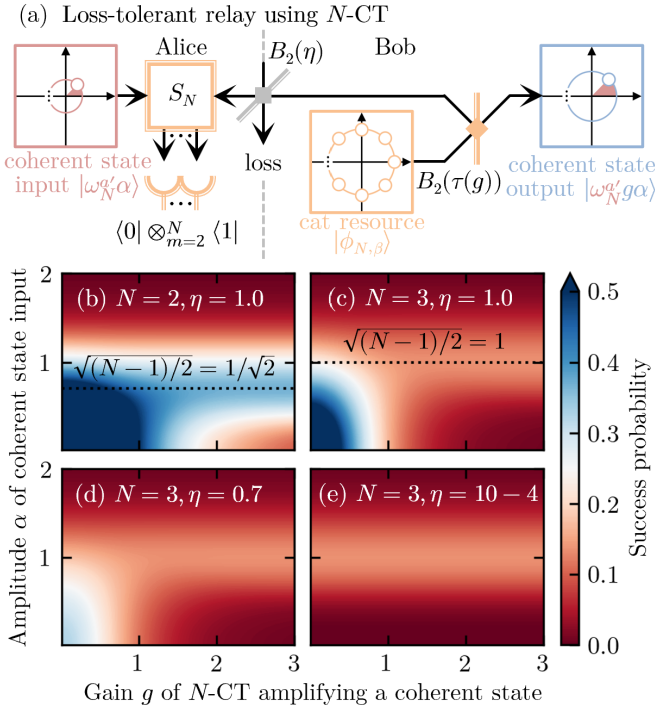 (a) Loss-tolerant relay using N-CT
Alice
B₂(η)
Bob
S_N
...
...
loss
coherent state
input |ω_N^{a'}α⟩
⟨0| ⊗_{m=2}^N ⟨1|
B₂(τ(g))
cat resource
|ϕ_{N,β}⟩
coherent state
output |ω_N^{a'}gα⟩
(b) N = 2, η = 1.0
√(N−1)/2 = 1/√2
(c) N = 3, η = 1.0
√(N−1)/2 = 1
(d) N = 3, η = 0.7
(e) N = 3, η = 10 − 4
2
1
2
1
1
2
3
1
2
3
Amplitude α of coherent state input
Gain g of N-CT amplifying a coherent state
0.5
0.4
0.3
0.2
0.1
0.0
Success probability